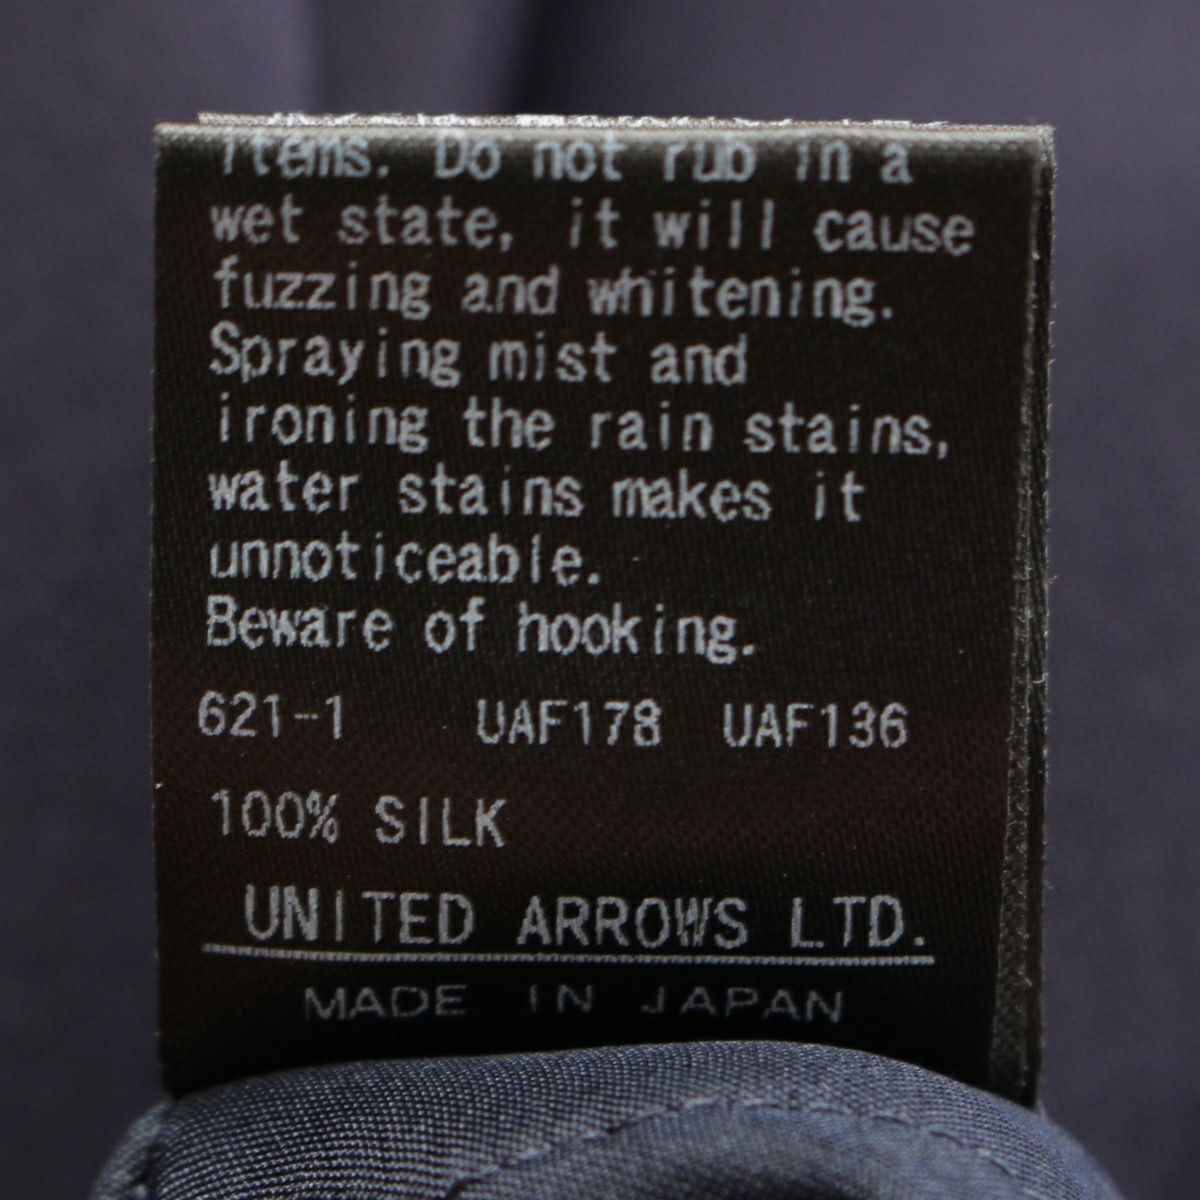 items. Do not rub in a
wet state, it will cause
fuzzing and whitening.
Spraying mist and
ironing the rain stains,
water stains makes it
unnoticeable.
Beware of hooking.
621-1 UAF178 UAF136
100% SILK
UNITED ARROWS LTD.
MADE IN JAPAN